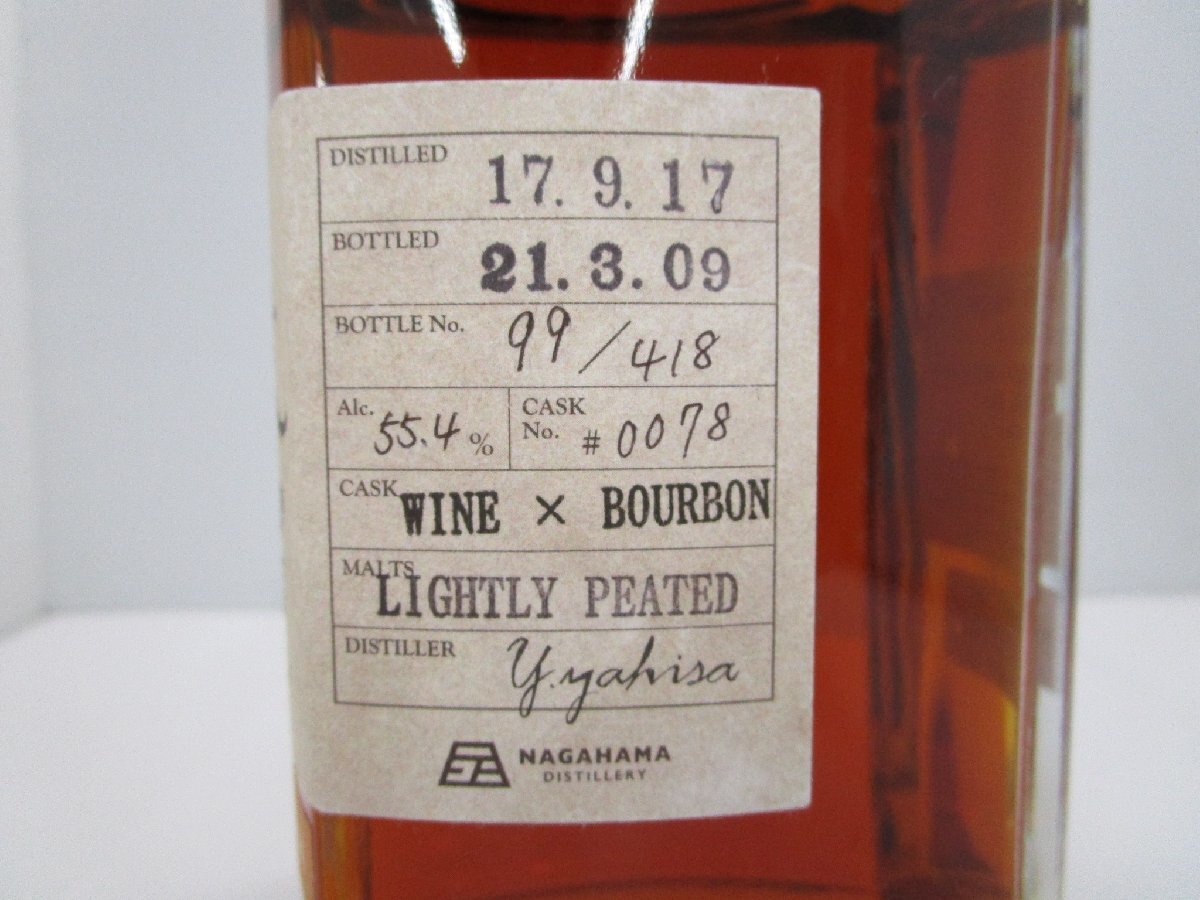 DISTILLED 17. 9. 17
BOTTLED 21. 3. 09
BOTTLE No. 99/418
Alc. 55.4 % CASK No. # 0078
CASK WINE × BOURBON
MALTS LIGHTLY PEATED
DISTILLER Y.yahisa
NAGAHAMA
DISTILLERY